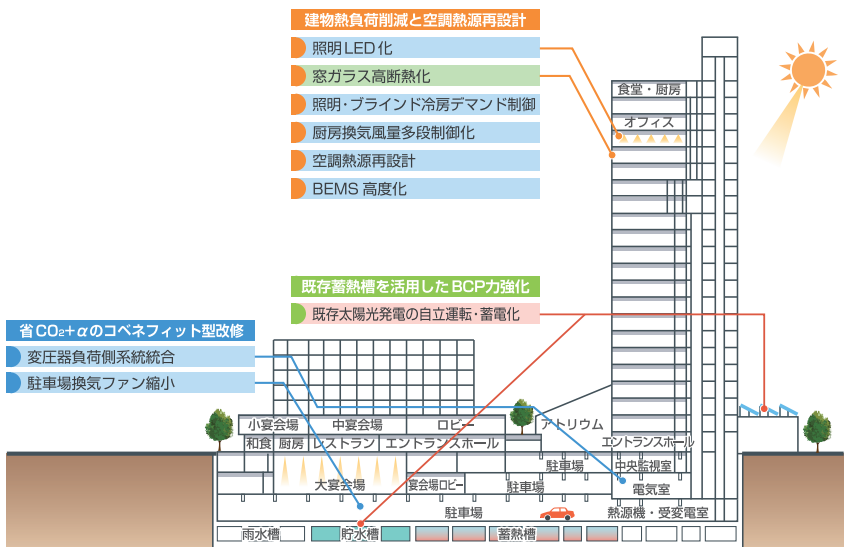 建物熱負荷削減と空調熱源再設計
照明LED化
窓ガラス高断熱化
照明・ブラインド冷房デマンド制御
厨房換気風量多段制御化
空調熱源再設計
BEMS高度化
食堂・厨房
オフィス
既存蓄熱槽を活用したBCP力強化
既存太陽光発電の自立運転・蓄電化
省CO₂+αのコベネフィット型改修
変圧器負荷側系統統合
駐車場換気ファン縮小
小宴会場 中宴会場 ロビー アトリウム
和食 厨房 レストラン エントランスホール エントランスホール
駐車場 中央監視室
大宴会場 宴会場ロビー 駐車場 電気室
駐車場 熱源機・受変電室
雨水槽 貯水槽 蓄熱槽